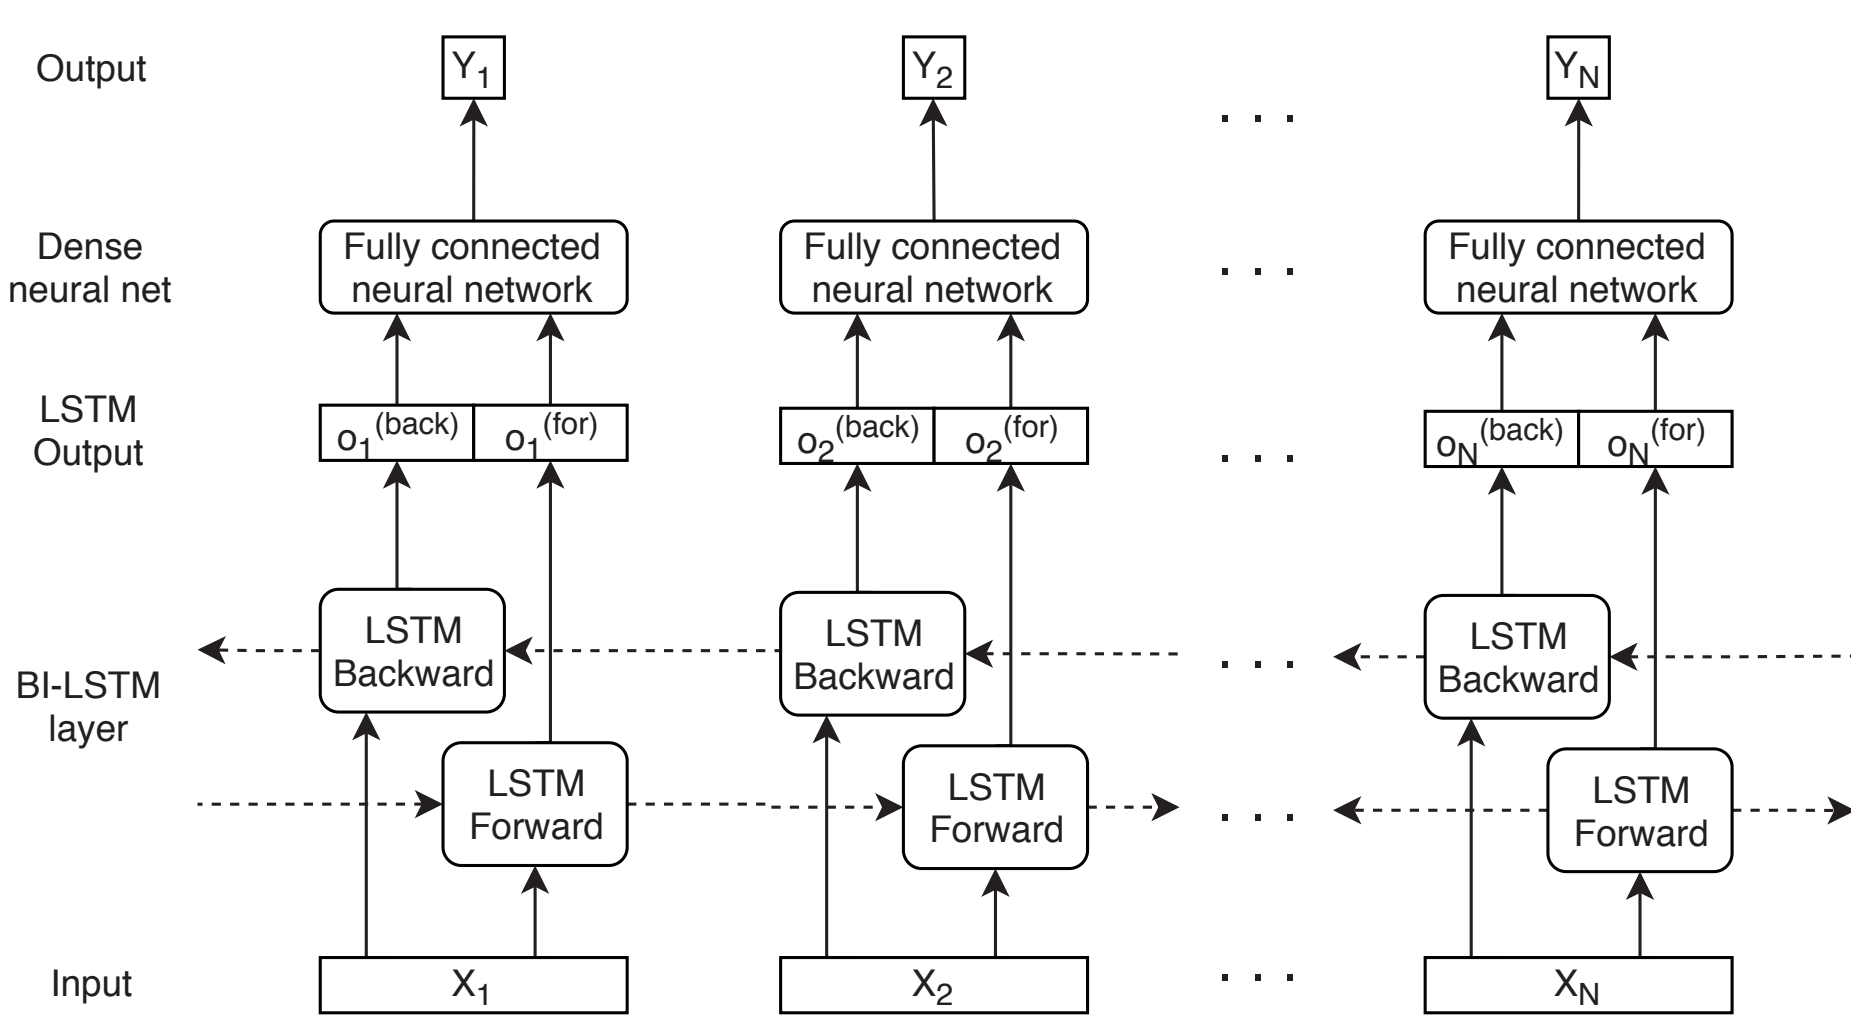 Output
Y1
Y2
. . .
YN
Dense
neural net
Fully connected
neural network
Fully connected
neural network
. . .
Fully connected
neural network
LSTM
Output
o1(back)
o1(for)
o2(back)
o2(for)
. . .
oN(back)
oN(for)
BI-LSTM
layer
LSTM
Backward
LSTM
Backward
. . .
LSTM
Backward
LSTM
Forward
LSTM
Forward
. . .
LSTM
Forward
Input
X1
X2
. . .
XN